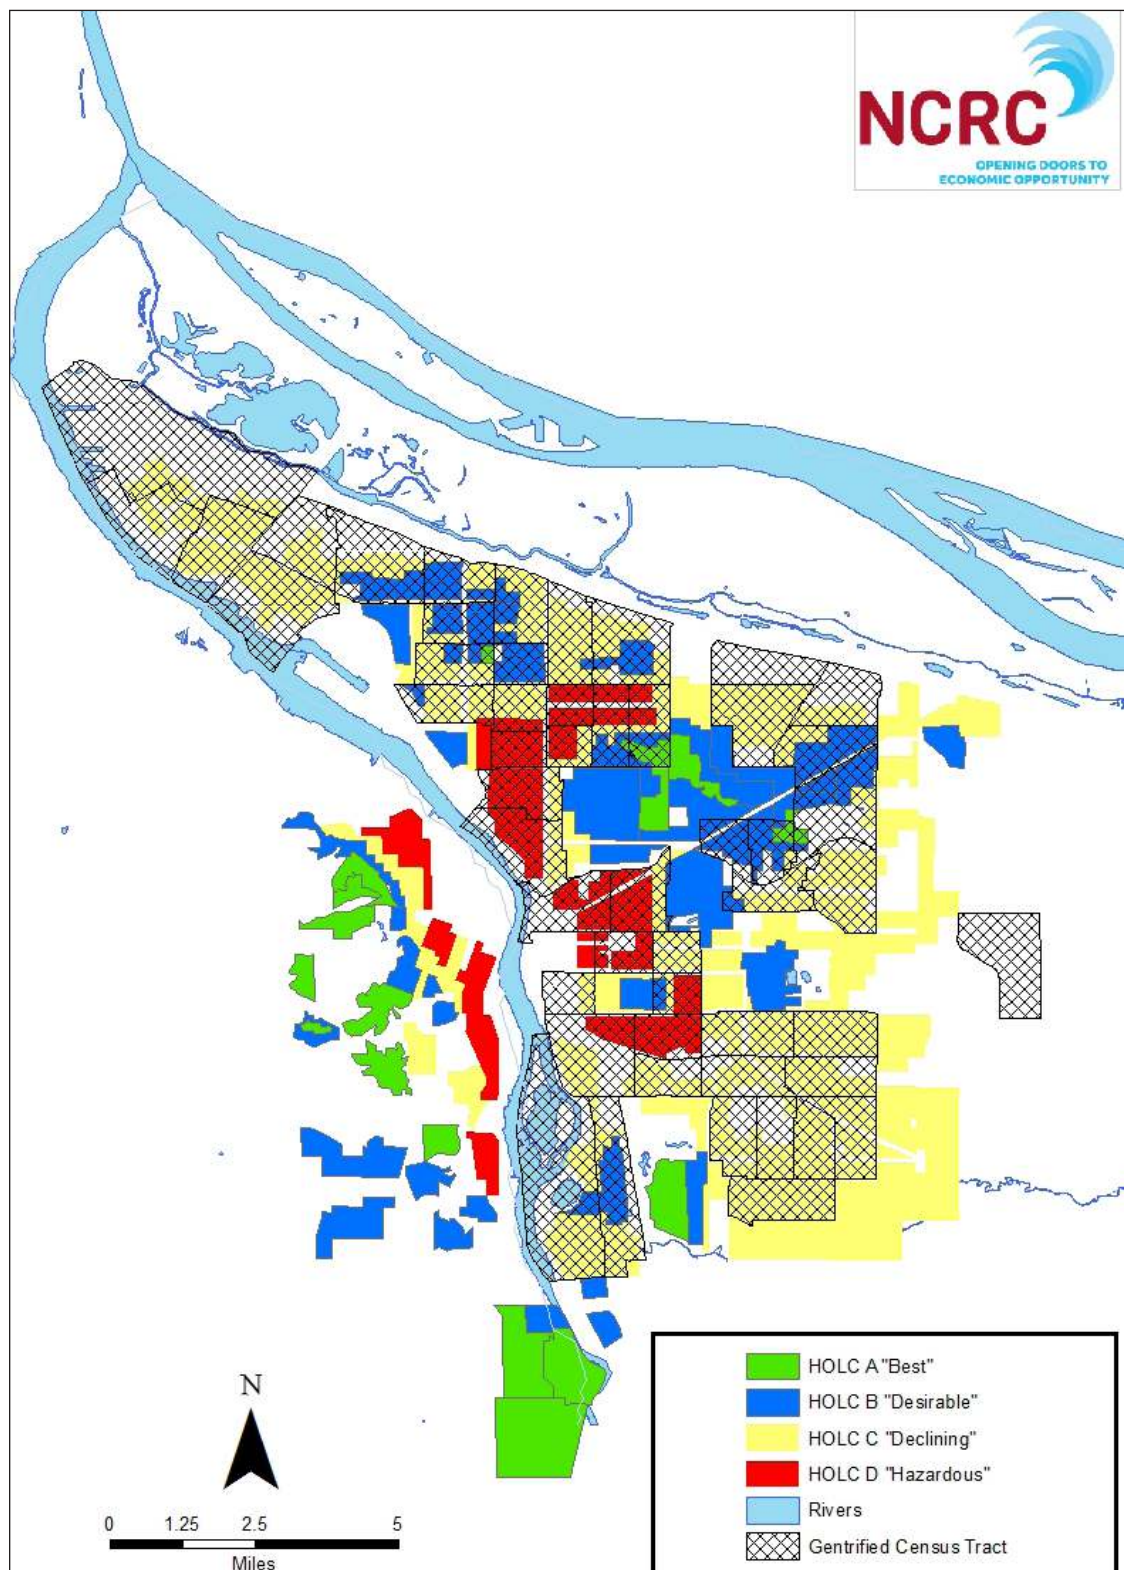 NCRC
OPENING DOORS TO
ECONOMIC OPPORTUNITY
HOLC A "Best"
HOLC B "Desirable"
HOLC C "Declining"
HOLC D "Hazardous"
Rivers
Gentrified Census Tract
N
0 1.25 2.5 5
Miles